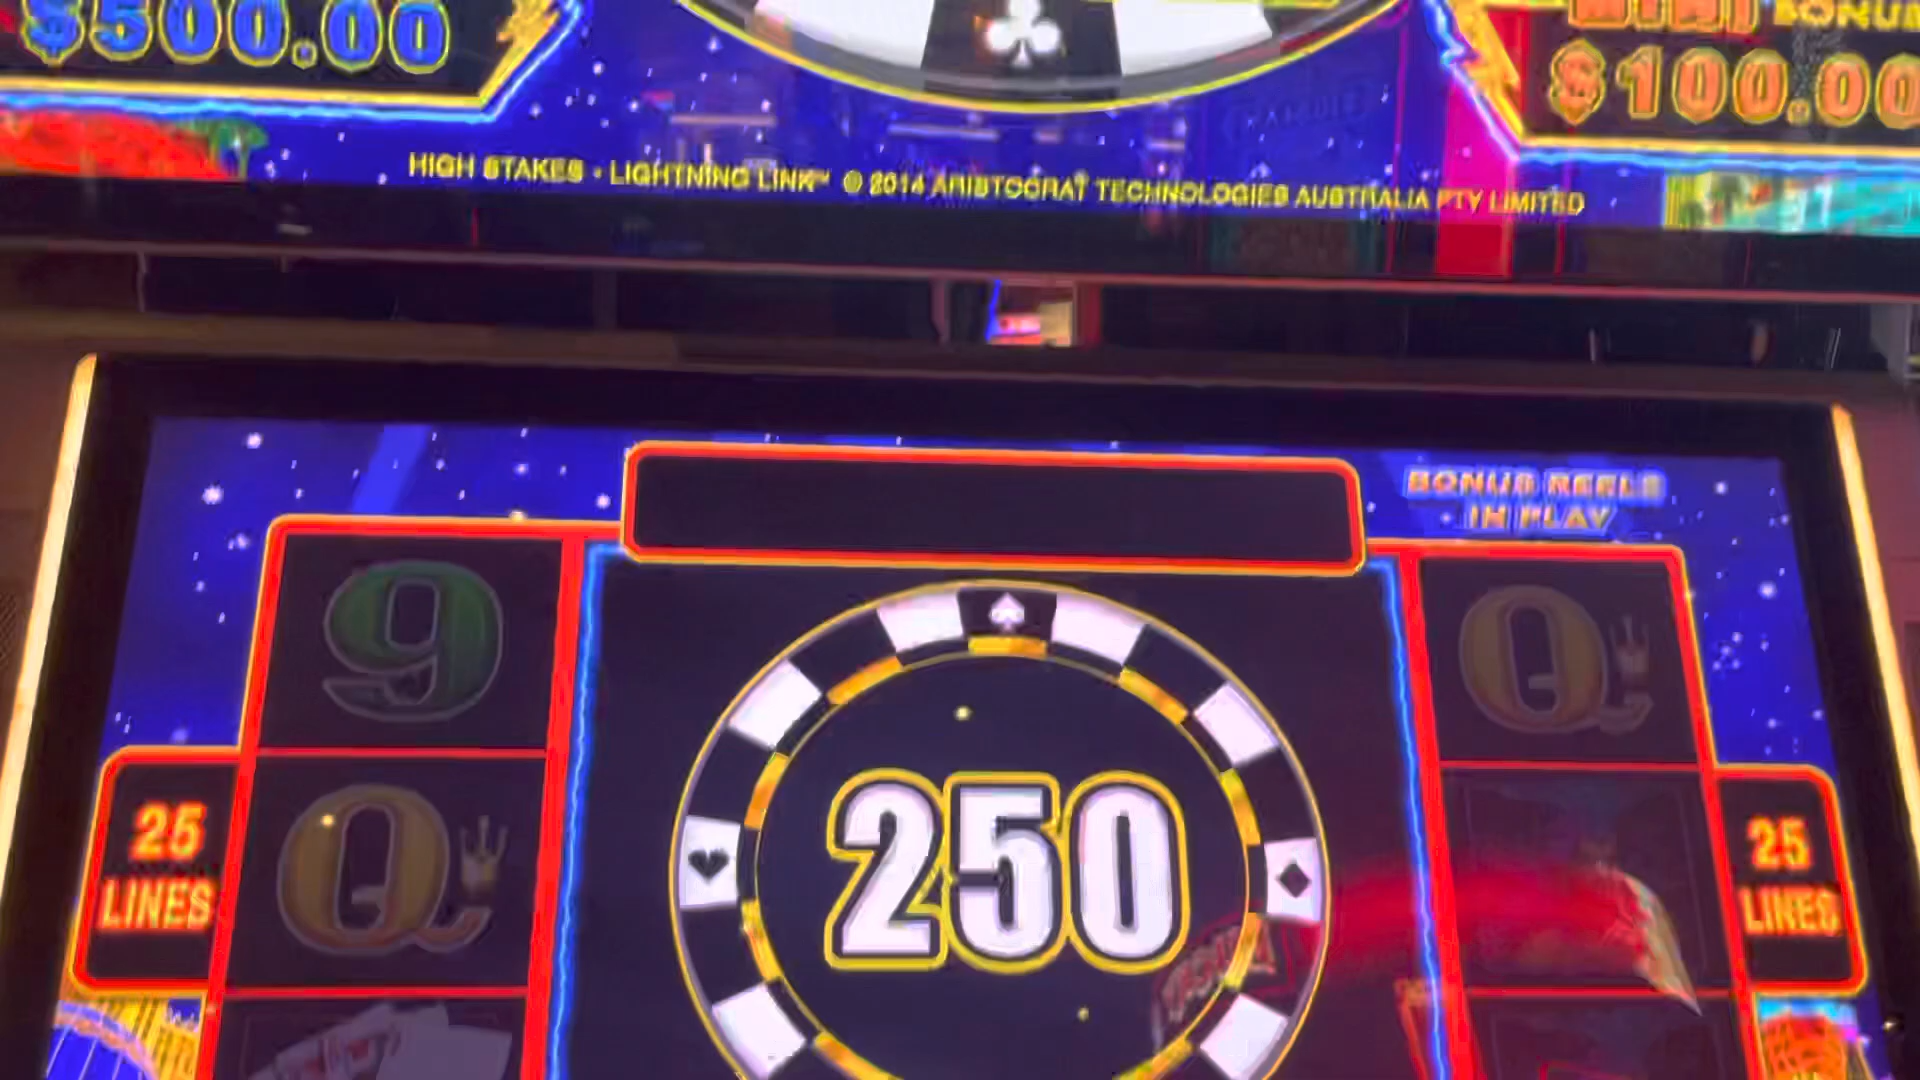 $500.00
MINI BONUS
$100.00
HIGH STAKES · LIGHTNING LINK™ © 2014 ARISTOCRAT TECHNOLOGIES AUSTRALIA PTY LIMITED
BONUS REELS
IN PLAY
9
Q
Q
25
LINES
250
25
LINES